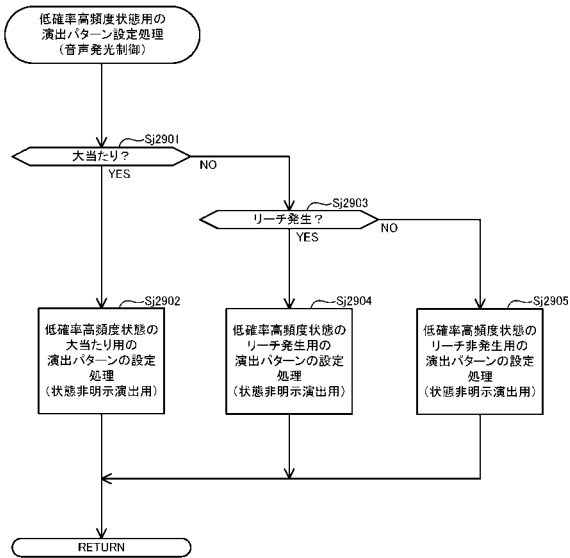 低確率高頻度状態用の
演出パターン設定処理
(音声発光制御)
Sj2901
大当たり?
YES
NO
Sj2903
リーチ発生?
YES
NO
Sj2902
低確率高頻度状態の
大当たり用の
演出パターンの設定
処理
(状態非明示演出用)
Sj2904
低確率高頻度状態の
リーチ発生用の
演出パターンの設定
処理
(状態非明示演出用)
Sj2905
低確率高頻度状態の
リーチ非発生用の
演出パターンの設定
処理
(状態非明示演出用)
RETURN